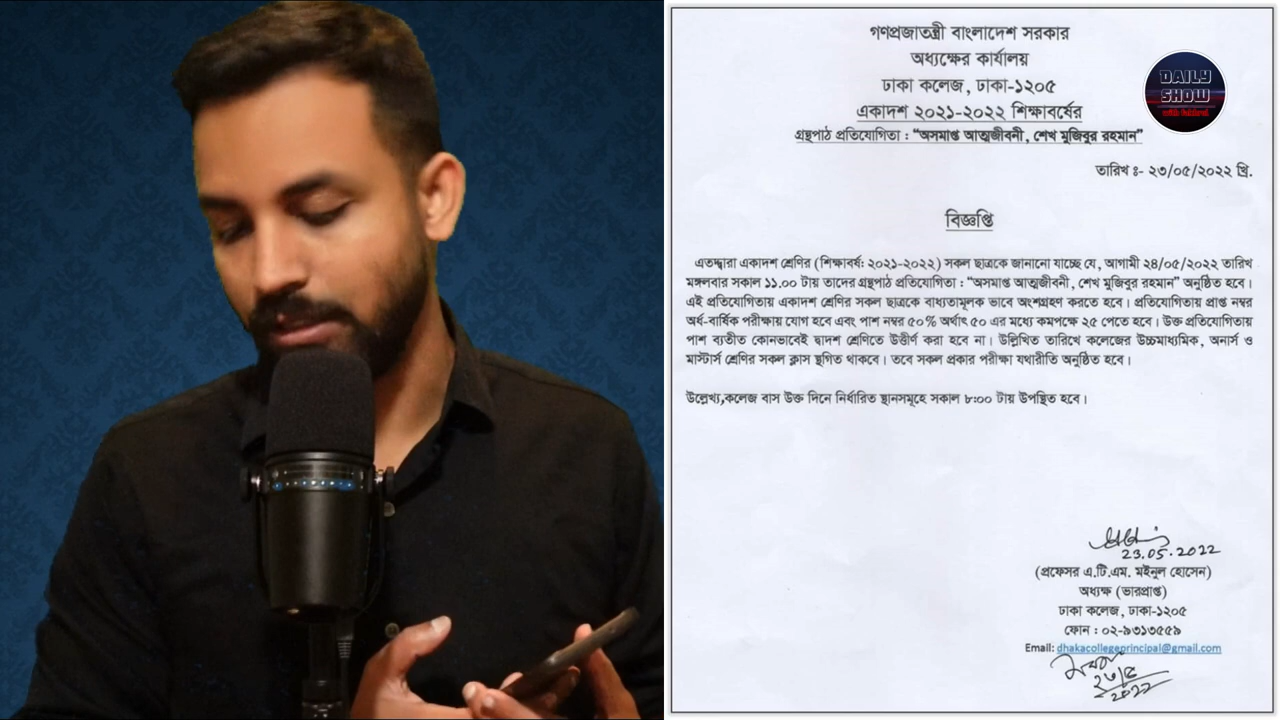 গণপ্রজাতন্ত্রী বাংলাদেশ সরকার
অধ্যক্ষের কার্যালয়
ঢাকা কলেজ, ঢাকা-১২০৫
একাদশ ২০২১-২০২২ শিক্ষাবর্ষের
গ্রন্থপাঠ প্রতিযোগিতা : “অসমাপ্ত আত্মজীবনী, শেখ মুজিবুর রহমান”
DAILY
SHOW
তারিখ ঃ- ২৩/০৫/২০২২ খ্রি.
বিজ্ঞপ্তি
এতদ্দ্বারা একাদশ শ্রেণির (শিক্ষাবর্ষ: ২০২১-২০২২) সকল ছাত্রকে জানানো যাচ্ছে যে, আগামী ২৪/০৫/২০২২ তারিখ
মঙ্গলবার সকাল ১১.০০ টায় তাদের গ্রন্থপাঠ প্রতিযোগিতা : “অসমাপ্ত আত্মজীবনী, শেখ মুজিবুর রহমান” অনুষ্ঠিত হবে।
এই প্রতিযোগিতায় একাদশ শ্রেণির সকল ছাত্রকে বাধ্যতামূলক ভাবে অংশগ্রহণ করতে হবে। প্রতিযোগিতায় প্রাপ্ত নম্বর
অর্ধ-বার্ষিক পরীক্ষায় যোগ হবে এবং পাশ নম্বর ৫০% অর্থাৎ ৫০ এর মধ্যে কমপক্ষে ২৫ পেতে হবে। উক্ত প্রতিযোগিতায়
পাশ ব্যতীত কোনভাবেই দ্বাদশ শ্রেণিতে উত্তীর্ণ করা হবে না। উল্লিখিত তারিখে কলেজের উচ্চমাধ্যমিক, অনার্স ও
মাস্টার্স শ্রেণির সকল ক্লাস স্থগিত থাকবে। তবে সকল প্রকার পরীক্ষা যথারীতি অনুষ্ঠিত হবে।
উল্লেখ্য,কলেজ বাস উক্ত দিনে নির্ধারিত স্থানসমূহে সকাল ৮:০০ টায় উপস্থিত হবে।
23.05.2022
(প্রফেসর এ.টি.এম. মইনুল হোসেন)
অধ্যক্ষ (ভারপ্রাপ্ত)
ঢাকা কলেজ, ঢাকা-১২০৫
ফোন : ০২-৯৩১৩৫৫৯
Email: dhakacollegeprincipal@gmail.com
২৩/৫
২০২২